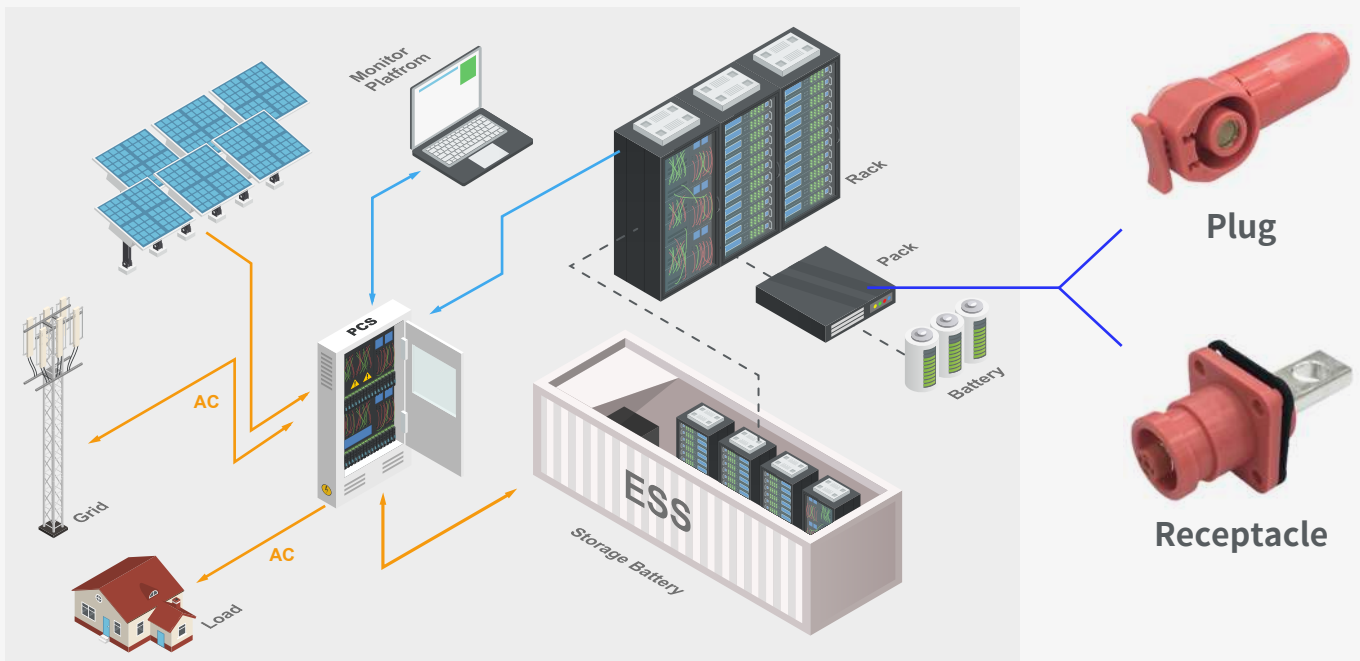 Monitor
Platfrom
Rack
Plug
Pack
PCS
Battery
AC
ESS
Grid
Storage Battery
Receptacle
AC
Load